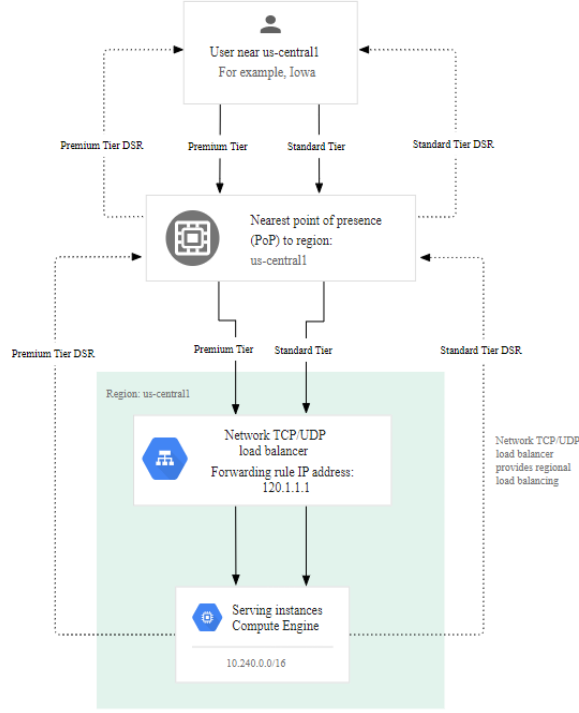 User near us-central1
For example, Iowa
Premium Tier DSR
Premium Tier
Standard Tier
Standard Tier DSR
Nearest point of presence
(PoP) to region:
us-central1
Premium Tier DSR
Premium Tier
Standard Tier
Standard Tier DSR
Region: us-central1
Network TCP/UDP
load balancer
Forwarding rule IP address:
120.1.1.1
Network TCP/UDP
load balancer
provides regional
load balancing
Serving instances
Compute Engine
10.240.0.0/16